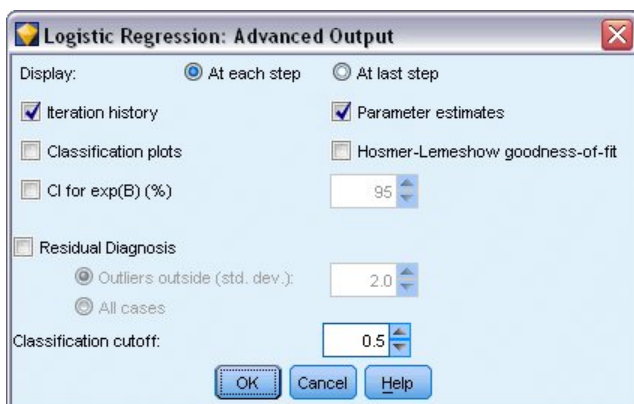 Logistic Regression: Advanced Output
Display: At each step At last step
Iteration history Parameter estimates
Classification plots Hosmer-Lemeshow goodness-of-fit
CI for exp(B) (%) 95
Residual Diagnosis
Outliers outside (std. dev.): 2.0
All cases
Classification cutoff: 0.5
OK Cancel Help